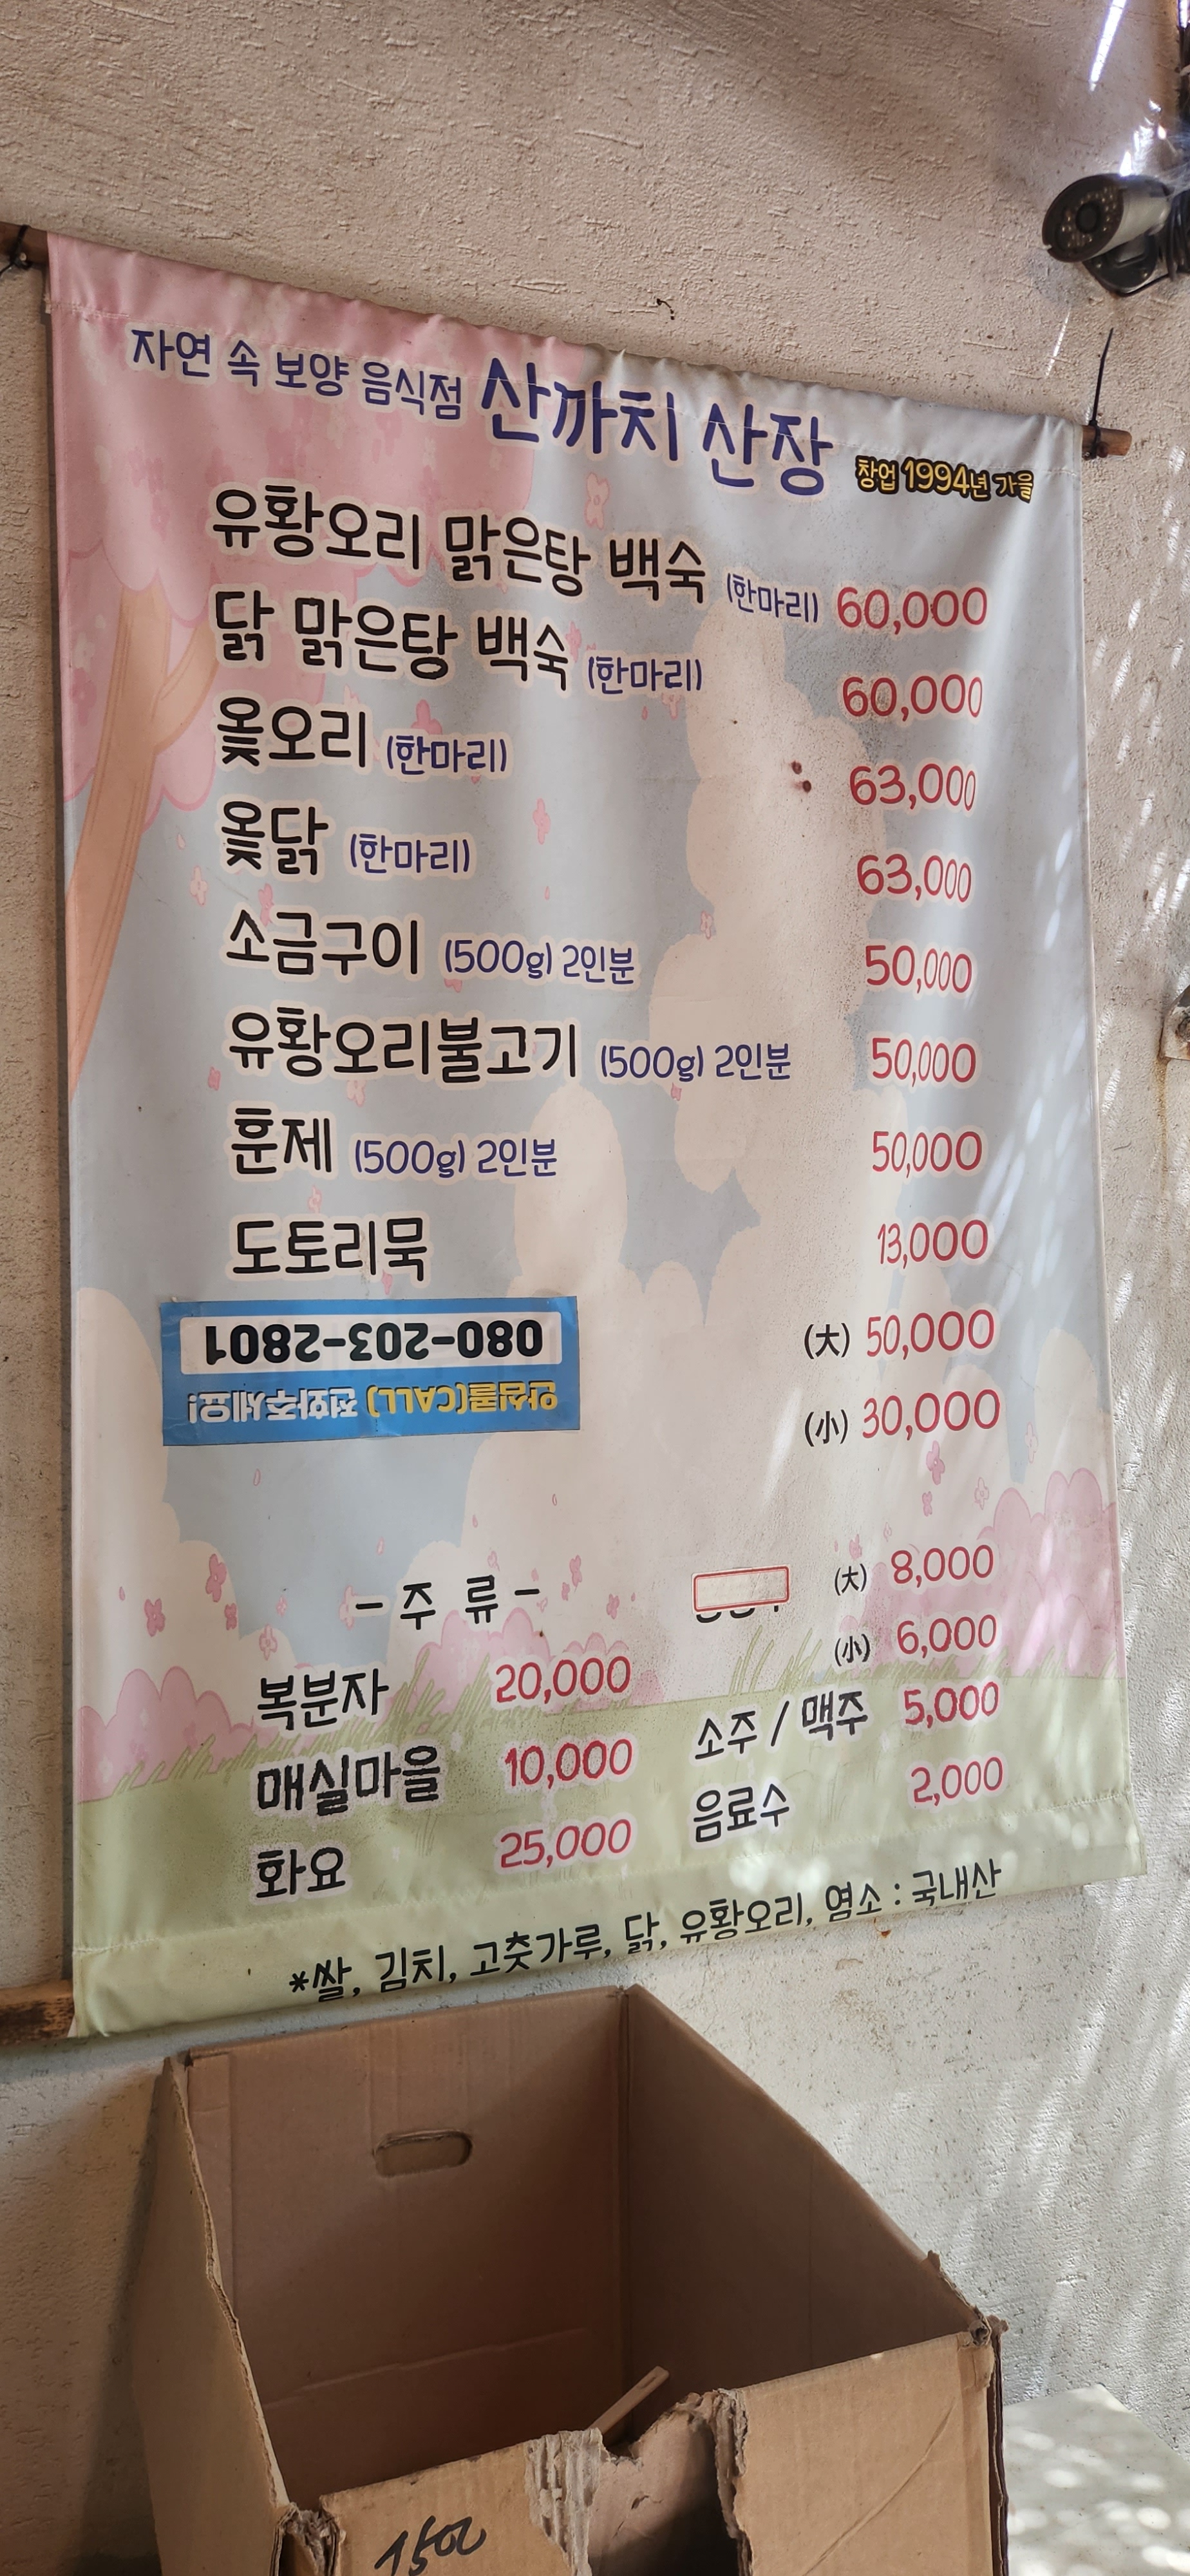 자연 속 보양 음식점 산까치 산장 창업 1994년 가을
유황오리 맑은탕 백숙 (한마리) 60,000
닭 맑은탕 백숙 (한마리) 60,000
옻오리 (한마리) 63,000
옻닭 (한마리) 63,000
소금구이 (500g) 2인분 50,000
유황오리불고기 (500g) 2인분 50,000
훈제 (500g) 2인분 50,000
도토리묵 13,000
080-203-2801
안심콜(CALL) 전화주세요!
(大) 50,000
(小) 30,000
- 주 류 -
복분자 20,000
매실마을 10,000
화요 25,000
(大) 8,000
(小) 6,000
소주 / 맥주 5,000
음료수 2,000
*쌀, 김치, 고춧가루, 닭, 유황오리, 염소 : 국내산
1500